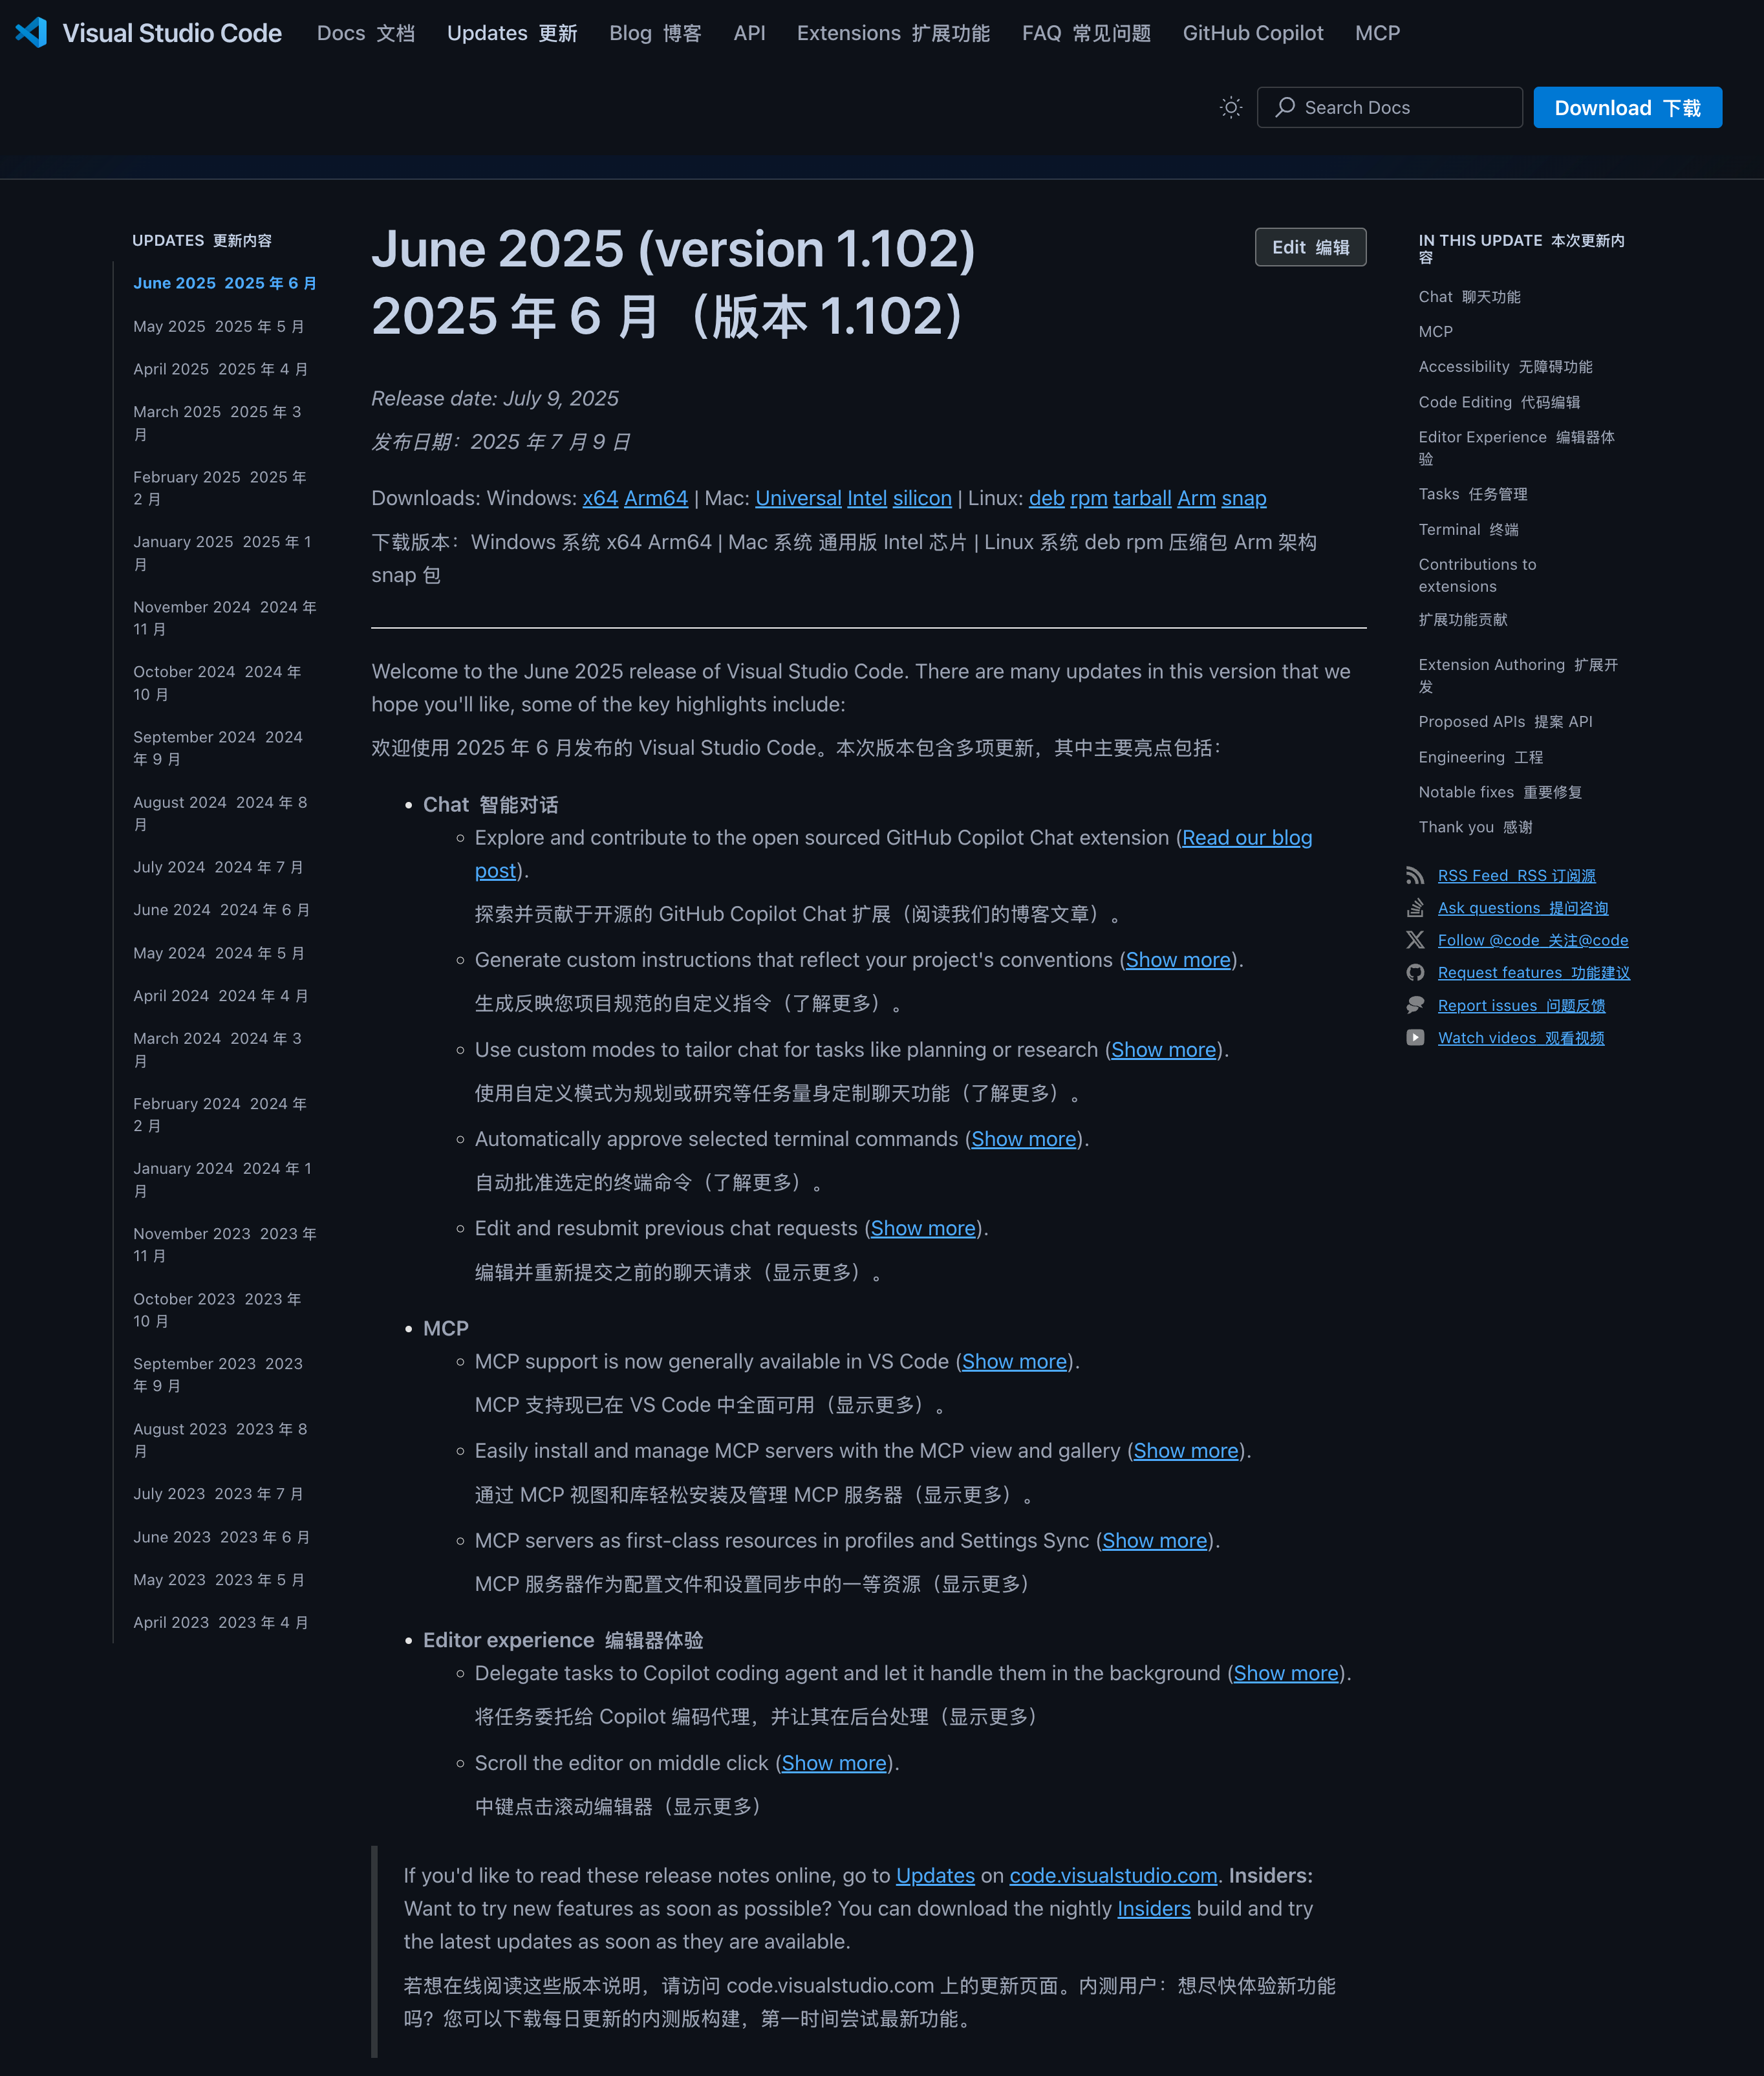 Visual Studio Code
Docs 文档
Updates 更新
Blog 博客
API
Extensions 扩展功能
FAQ 常见问题
GitHub Copilot
MCP
Search Docs
Download 下载
UPDATES 更新内容
June 2025 2025 年 6 月
May 2025 2025 年 5 月
April 2025 2025 年 4 月
March 2025 2025 年 3
月
February 2025 2025 年
2 月
January 2025 2025 年 1
月
November 2024 2024 年
11 月
October 2024 2024 年
10 月
September 2024 2024
年 9 月
August 2024 2024 年 8
月
July 2024 2024 年 7 月
June 2024 2024 年 6 月
May 2024 2024 年 5 月
April 2024 2024 年 4 月
March 2024 2024 年 3
月
February 2024 2024 年
2 月
January 2024 2024 年 1
月
November 2023 2023 年
11 月
October 2023 2023 年
10 月
September 2023 2023
年 9 月
August 2023 2023 年 8
月
July 2023 2023 年 7 月
June 2023 2023 年 6 月
May 2023 2023 年 5 月
April 2023 2023 年 4 月
June 2025 (version 1.102)
2025 年 6 月（版本 1.102）
Edit 编辑
Release date: July 9, 2025
发布日期：2025 年 7 月 9 日
Downloads: Windows: x64 Arm64 | Mac: Universal Intel silicon | Linux: deb rpm tarball Arm snap
下载版本：Windows 系统 x64 Arm64 | Mac 系统 通用版 Intel 芯片 | Linux 系统 deb rpm 压缩包 Arm 架构
snap 包
Welcome to the June 2025 release of Visual Studio Code. There are many updates in this version that we
hope you'll like, some of the key highlights include:
欢迎使用 2025 年 6 月发布的 Visual Studio Code。本次版本包含多项更新，其中主要亮点包括：
Chat 智能对话
Explore and contribute to the open sourced GitHub Copilot Chat extension (Read our blog
post).
探索并贡献于开源的 GitHub Copilot Chat 扩展（阅读我们的博客文章）。
Generate custom instructions that reflect your project's conventions (Show more).
生成反映您项目规范的自定义指令（了解更多）。
Use custom modes to tailor chat for tasks like planning or research (Show more).
使用自定义模式为规划或研究等任务量身定制聊天功能（了解更多）。
Automatically approve selected terminal commands (Show more).
自动批准选定的终端命令（了解更多）。
Edit and resubmit previous chat requests (Show more).
编辑并重新提交之前的聊天请求（显示更多）。
MCP
MCP support is now generally available in VS Code (Show more).
MCP 支持现已在 VS Code 中全面可用（显示更多）。
Easily install and manage MCP servers with the MCP view and gallery (Show more).
通过 MCP 视图和库轻松安装及管理 MCP 服务器（显示更多）。
MCP servers as first-class resources in profiles and Settings Sync (Show more).
MCP 服务器作为配置文件和设置同步中的一等资源（显示更多）
Editor experience 编辑器体验
Delegate tasks to Copilot coding agent and let it handle them in the background (Show more).
将任务委托给 Copilot 编码代理，并让其在后台处理（显示更多）
Scroll the editor on middle click (Show more).
中键点击滚动编辑器（显示更多）
If you'd like to read these release notes online, go to Updates on code.visualstudio.com. Insiders:
Want to try new features as soon as possible? You can download the nightly Insiders build and try
the latest updates as soon as they are available.
若想在线阅读这些版本说明，请访问 code.visualstudio.com 上的更新页面。内测用户：想尽快体验新功能
吗？您可以下载每日更新的内测版构建，第一时间尝试最新功能。
IN THIS UPDATE 本次更新内
容
Chat 聊天功能
MCP
Accessibility 无障碍功能
Code Editing 代码编辑
Editor Experience 编辑器体
验
Tasks 任务管理
Terminal 终端
Contributions to
extensions
扩展功能贡献
Extension Authoring 扩展开
发
Proposed APIs 提案 API
Engineering 工程
Notable fixes 重要修复
Thank you 感谢
RSS Feed RSS 订阅源
Ask questions 提问咨询
Follow @code 关注@code
Request features 功能建议
Report issues 问题反馈
Watch videos 观看视频